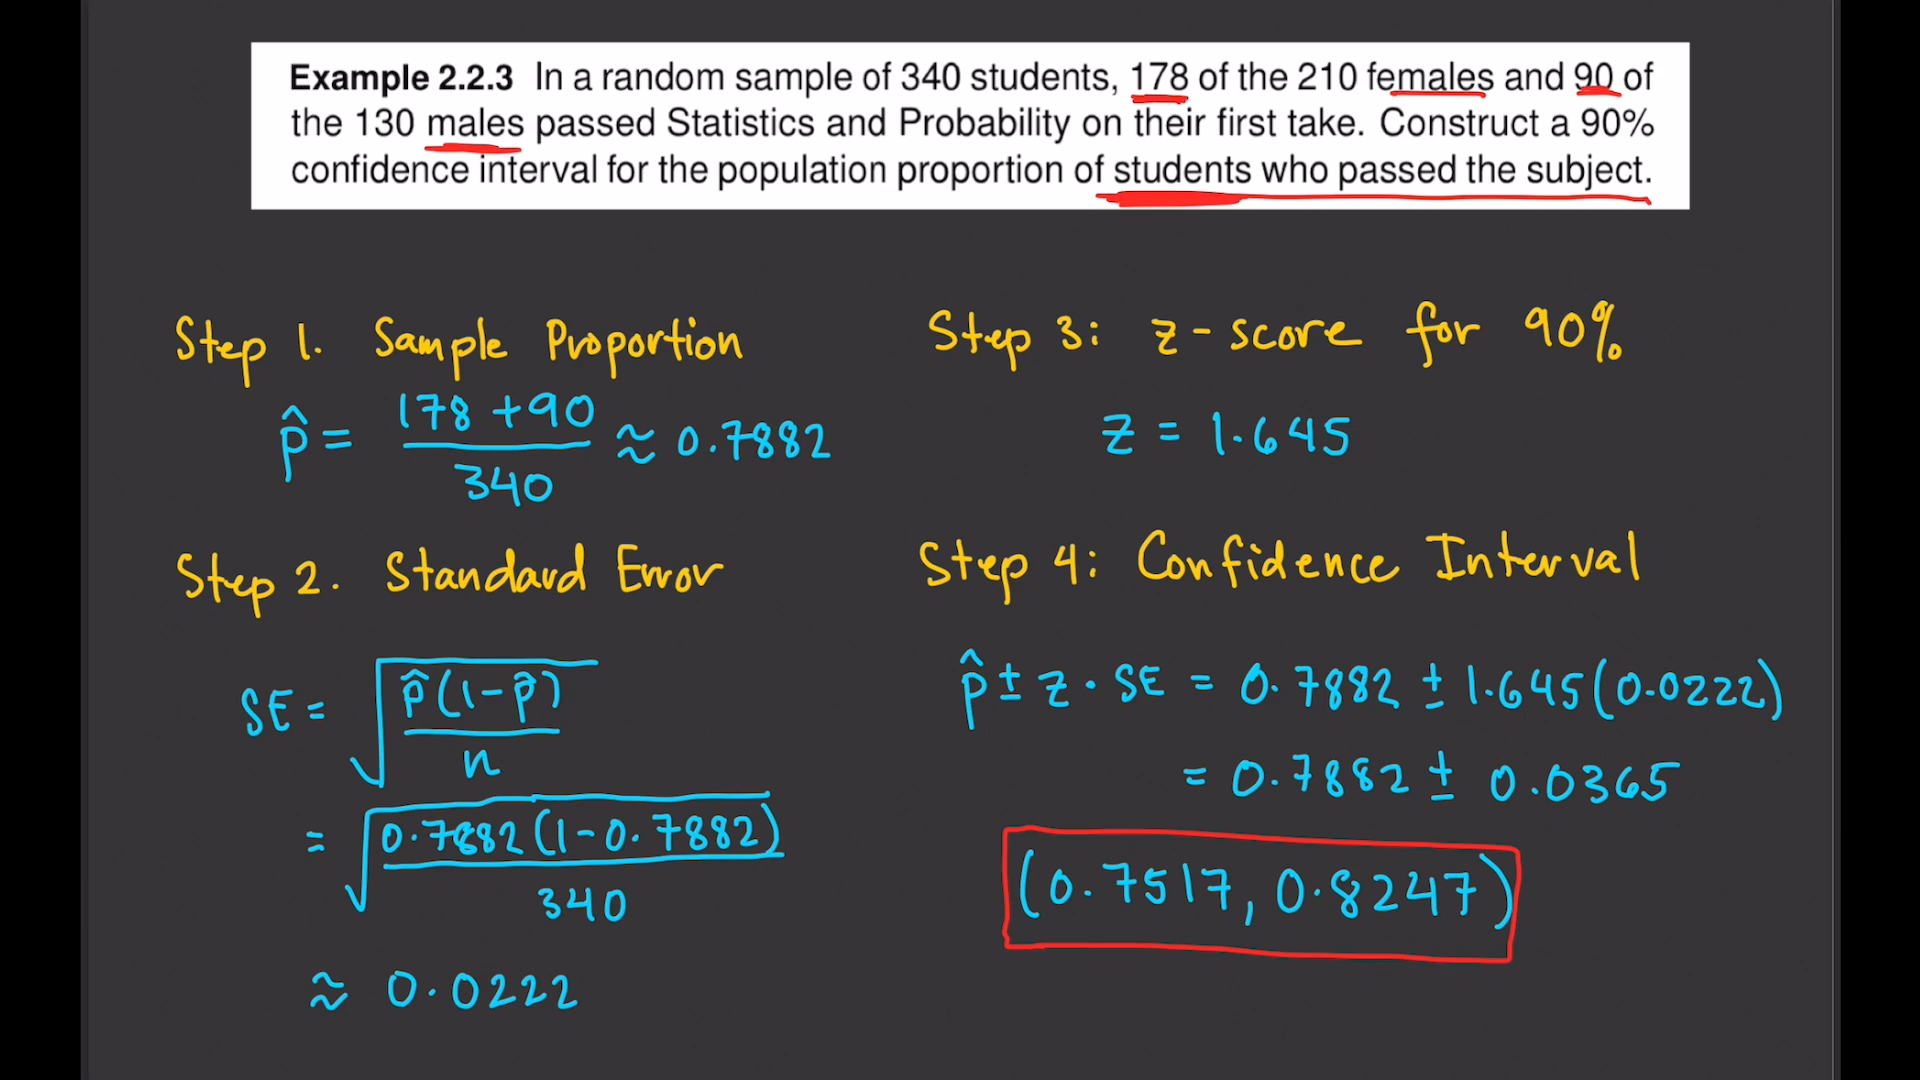 Example 2.2.3 In a random sample of 340 students, 178 of the 210 females and 90 of
the 130 males passed Statistics and Probability on their first take. Construct a 90%
confidence interval for the population proportion of students who passed the subject.
Step 1. Sample Proportion
p̂ = (178 + 90)/340 ≈ 0.7882
Step 2. Standard Error
SE = √(p̂(1-p̂)/n)
= √(0.7882(1-0.7882)/340)
≈ 0.0222
Step 3: z-score for 90%
z = 1.645
Step 4: Confidence Interval
p̂ ± z · SE = 0.7882 ± 1.645(0.0222)
= 0.7882 ± 0.0365
(0.7517, 0.8247)